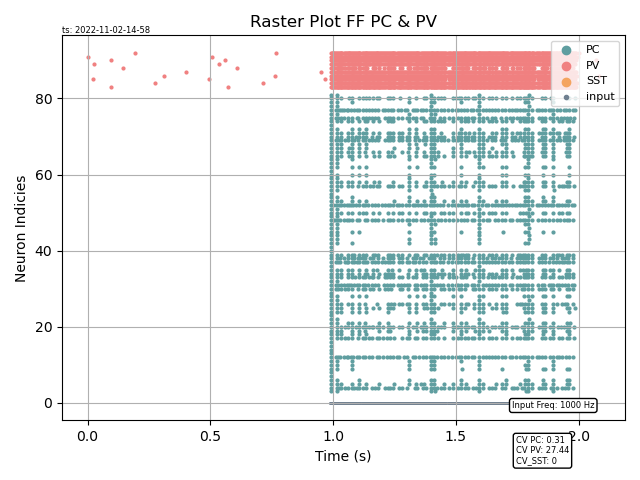 Raster Plot FF PC & PV
ts: 2022-11-02-14-58
PC
PV
SST
input
80
60
40
20
0
Neuron Indicies
Input Freq: 1000 Hz
0.0 0.5 1.0 1.5 2.0
Time (s)
CV PC: 0.31
CV PV: 27.44
CV_SST: 0